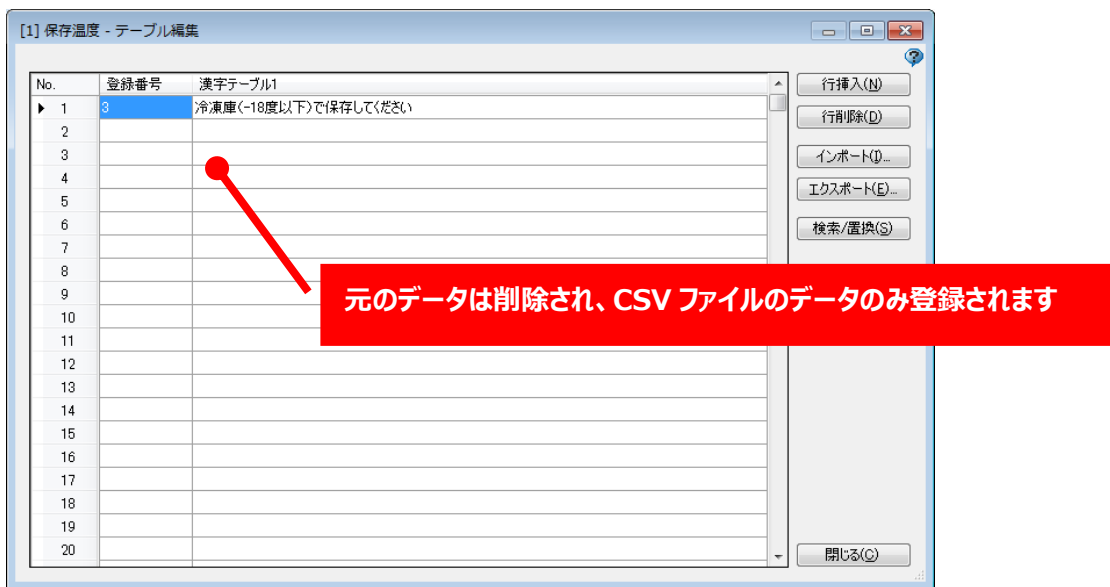 [1] 保存温度 - テーブル編集
No. 登録番号 漢字テーブル1
1 3 冷凍庫(-18度以下)で保存してください
2
3
4
5
6
7
8
9
10
11
12
13
14
15
16
17
18
19
20
行挿入(N)
行削除(D)
インポート(I)...
エクスポート(E)...
検索/置換(S)
元のデータは削除され、CSV ファイルのデータのみ登録されます
閉じる(C)